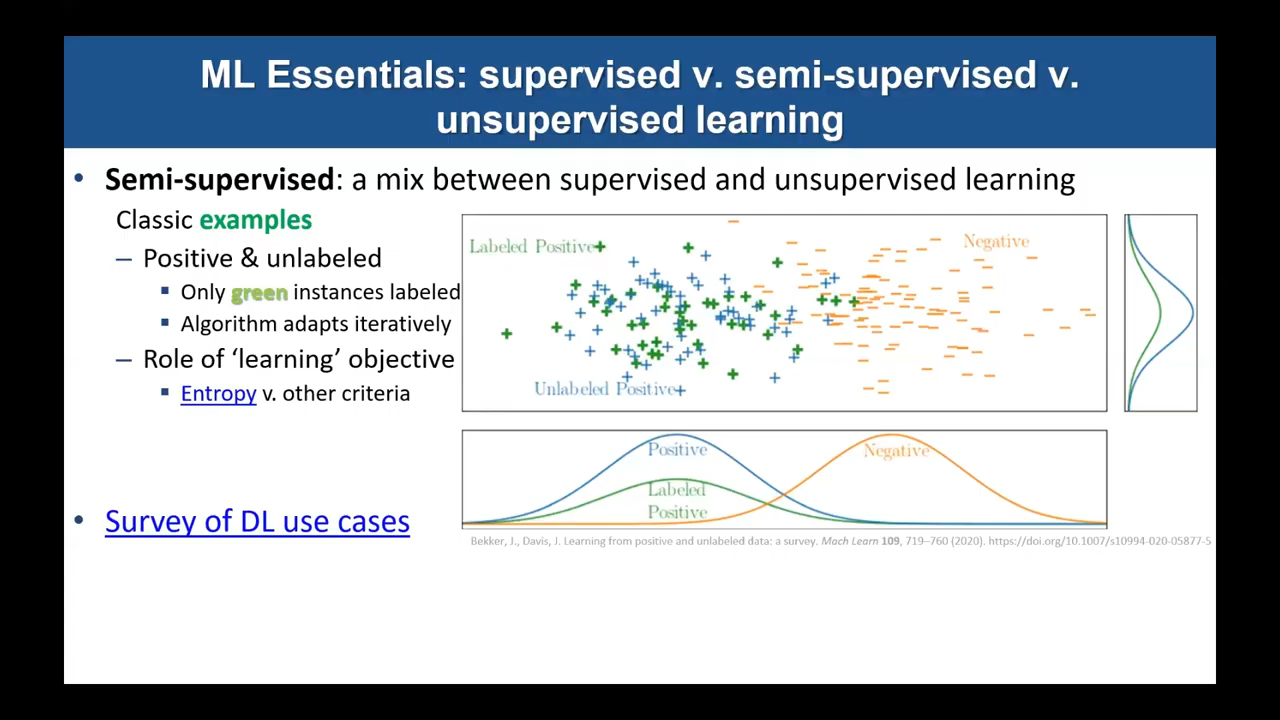 ML Essentials: supervised v. semi-supervised v.
unsupervised learning
• Semi-supervised: a mix between supervised and unsupervised learning
Classic examples
– Positive & unlabeled
▪ Only green instances labeled
▪ Algorithm adapts iteratively
– Role of ‘learning’ objective
▪ Entropy v. other criteria
• Survey of DL use cases
Labeled Positive
Negative
Unlabeled Positive
Positive
Negative
Labeled
Positive
Bekker, J., Davis, J. Learning from positive and unlabeled data: a survey. Mach Learn 109, 719–760 (2020). https://doi.org/10.1007/s10994-020-05877-5